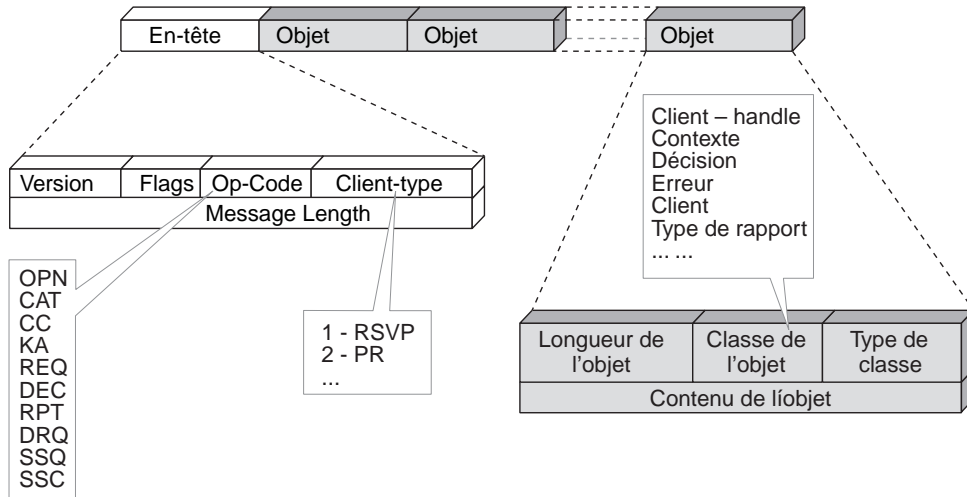 En-tête Objet Objet Objet
Client – handle
Contexte
Décision
Erreur
Client
Type de rapport
... ...
Version Flags Op-Code Client-type
Message Length
OPN
CAT
CC
KA
REQ
DEC
RPT
DRQ
SSQ
SSC
1 - RSVP
2 - PR
...
Longueur de l'objet
Classe de l'objet
Type de classe
Contenu de líobjet